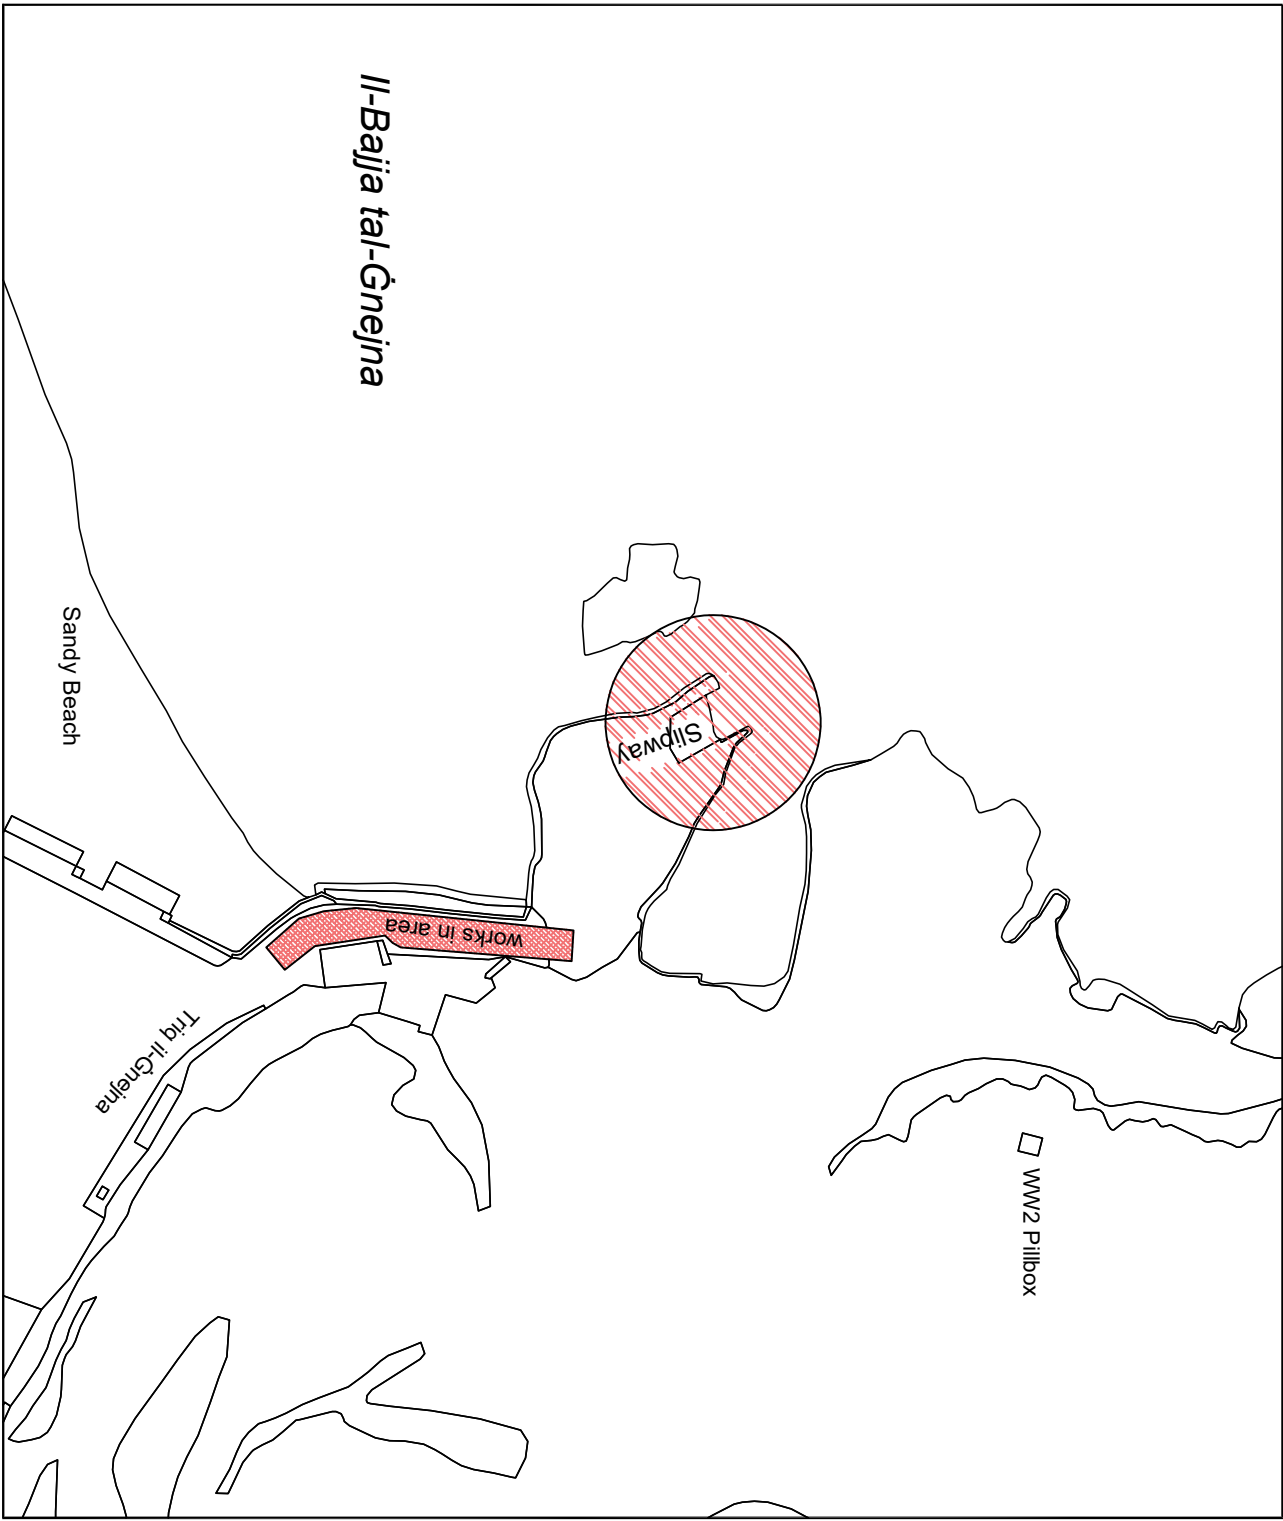 Il-Bajja tal-Ġnejna
Sandy Beach
Slipway
works in area
Triq il-Ġnejna
WW2 Pillbox